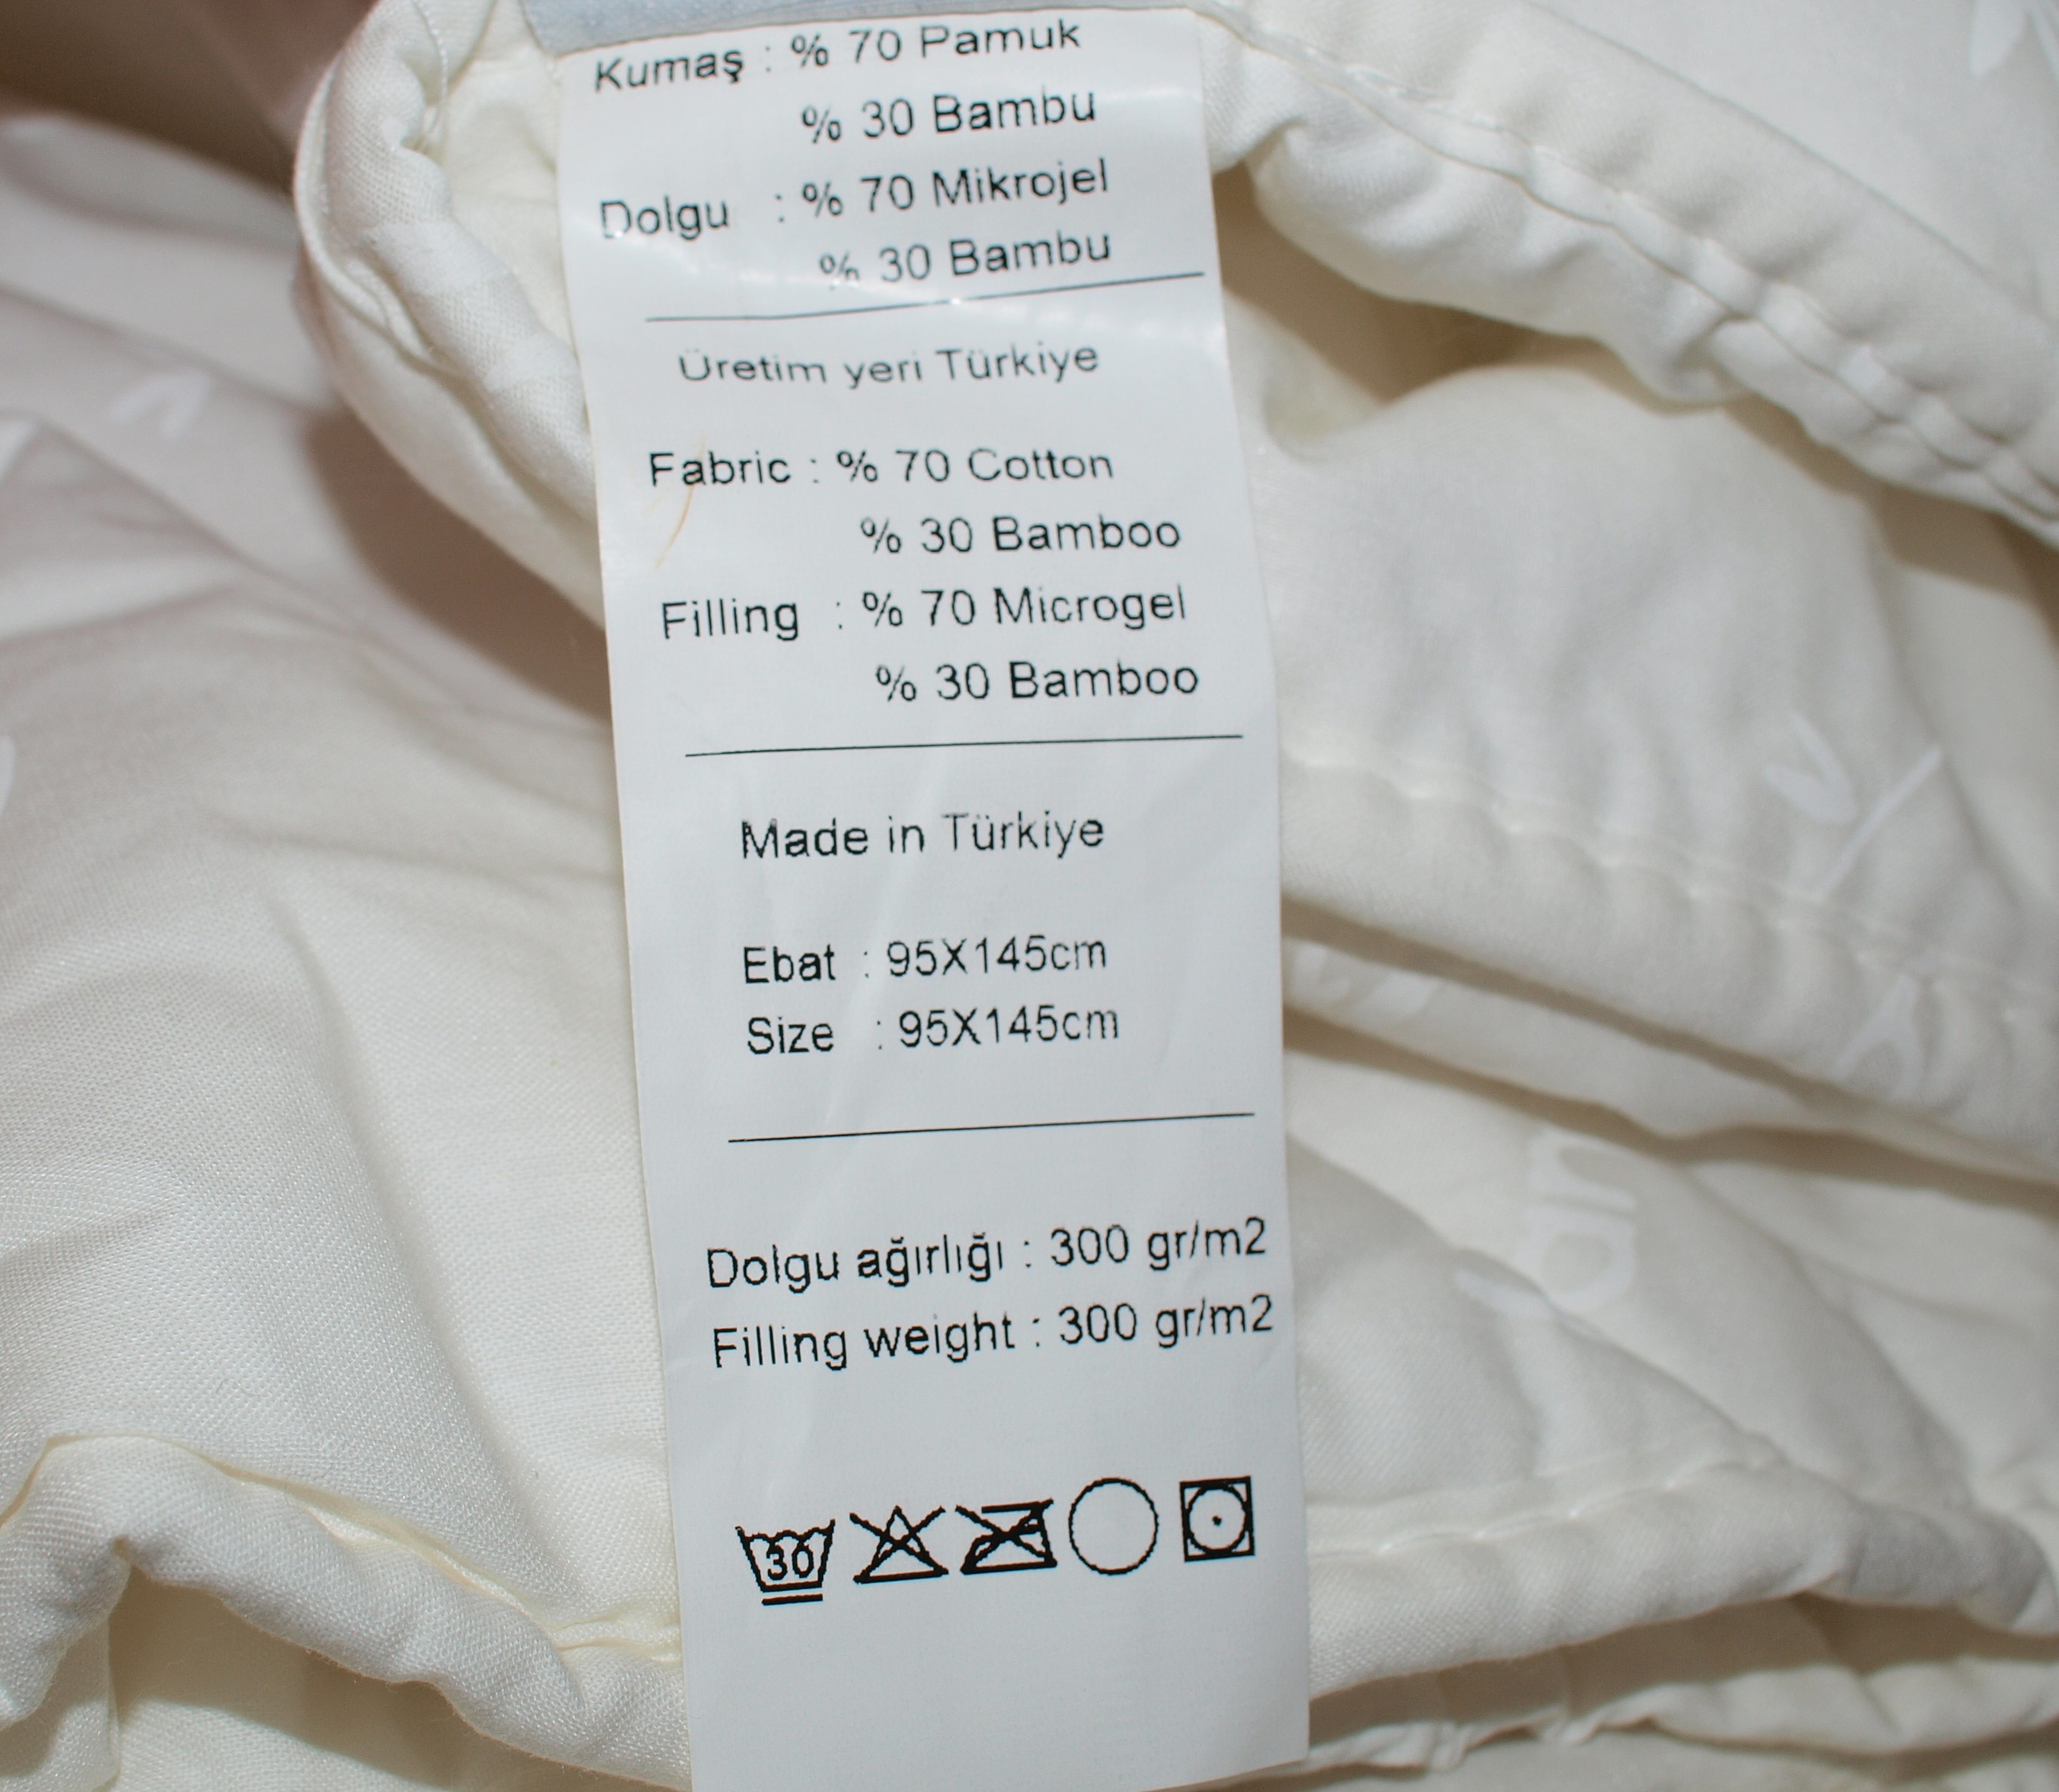 Kumaş : % 70 Pamuk
% 30 Bambu
Dolgu : % 70 Mikrojel
% 30 Bambu
Üretim yeri Türkiye
Fabric : % 70 Cotton
% 30 Bamboo
Filling : % 70 Microgel
% 30 Bamboo
Made in Türkiye
Ebat : 95X145cm
Size : 95X145cm
Dolgu ağırlığı : 300 gr/m2
Filling weight : 300 gr/m2
30